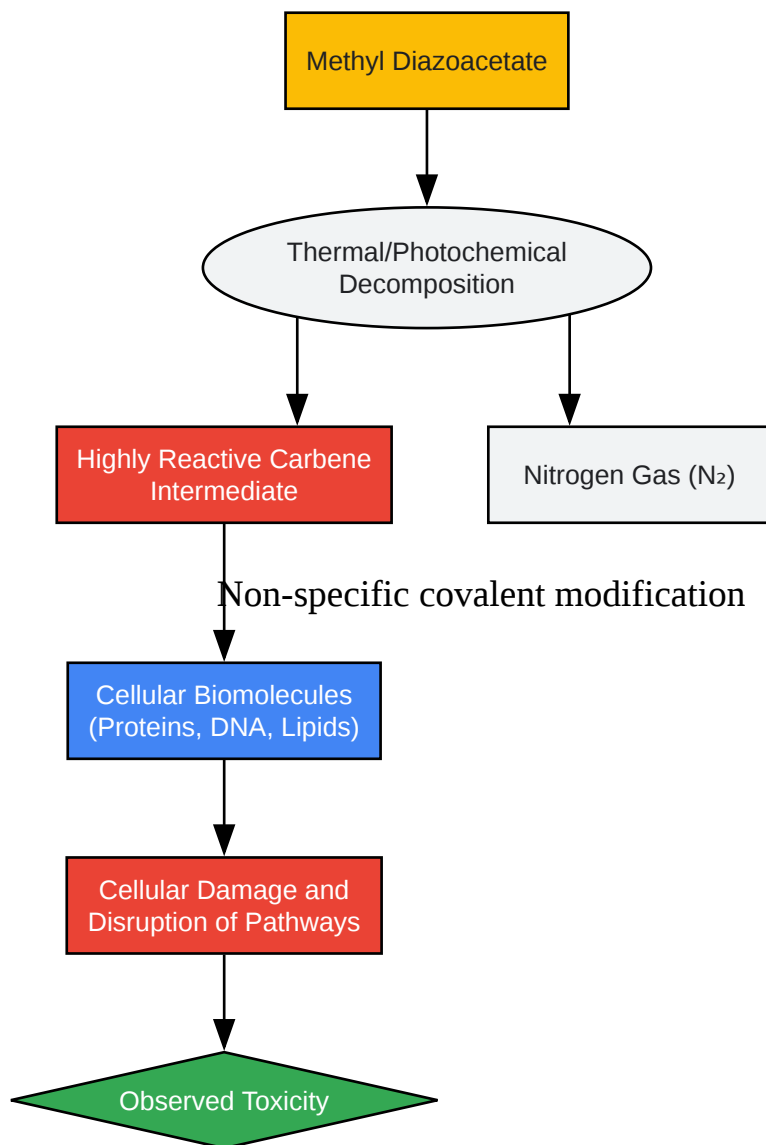 Methyl Diazoacetate
Thermal/Photochemical
Decomposition
Highly Reactive Carbene
Intermediate
Nitrogen Gas (N₂)
Non-specific covalent modification
Cellular Biomolecules
(Proteins, DNA, Lipids)
Cellular Damage and
Disruption of Pathways
Observed Toxicity